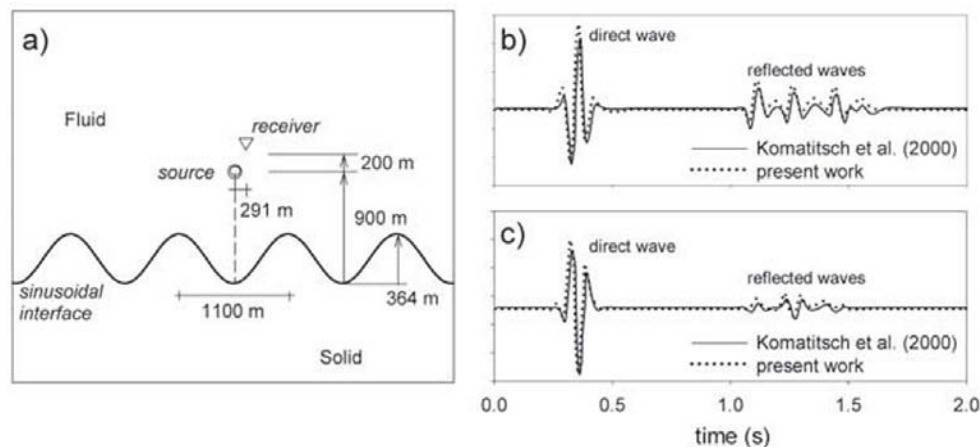 a)
Fluid
receiver
200 m
source
291 m
900 m
sinusoidal
interface
364 m
1100 m
Solid
b)
direct wave
reflected waves
Komatitsch et al. (2000)
present work
c)
direct wave
reflected waves
Komatitsch et al. (2000)
present work
0.0 0.5 1.0 1.5 2.0
time (s)